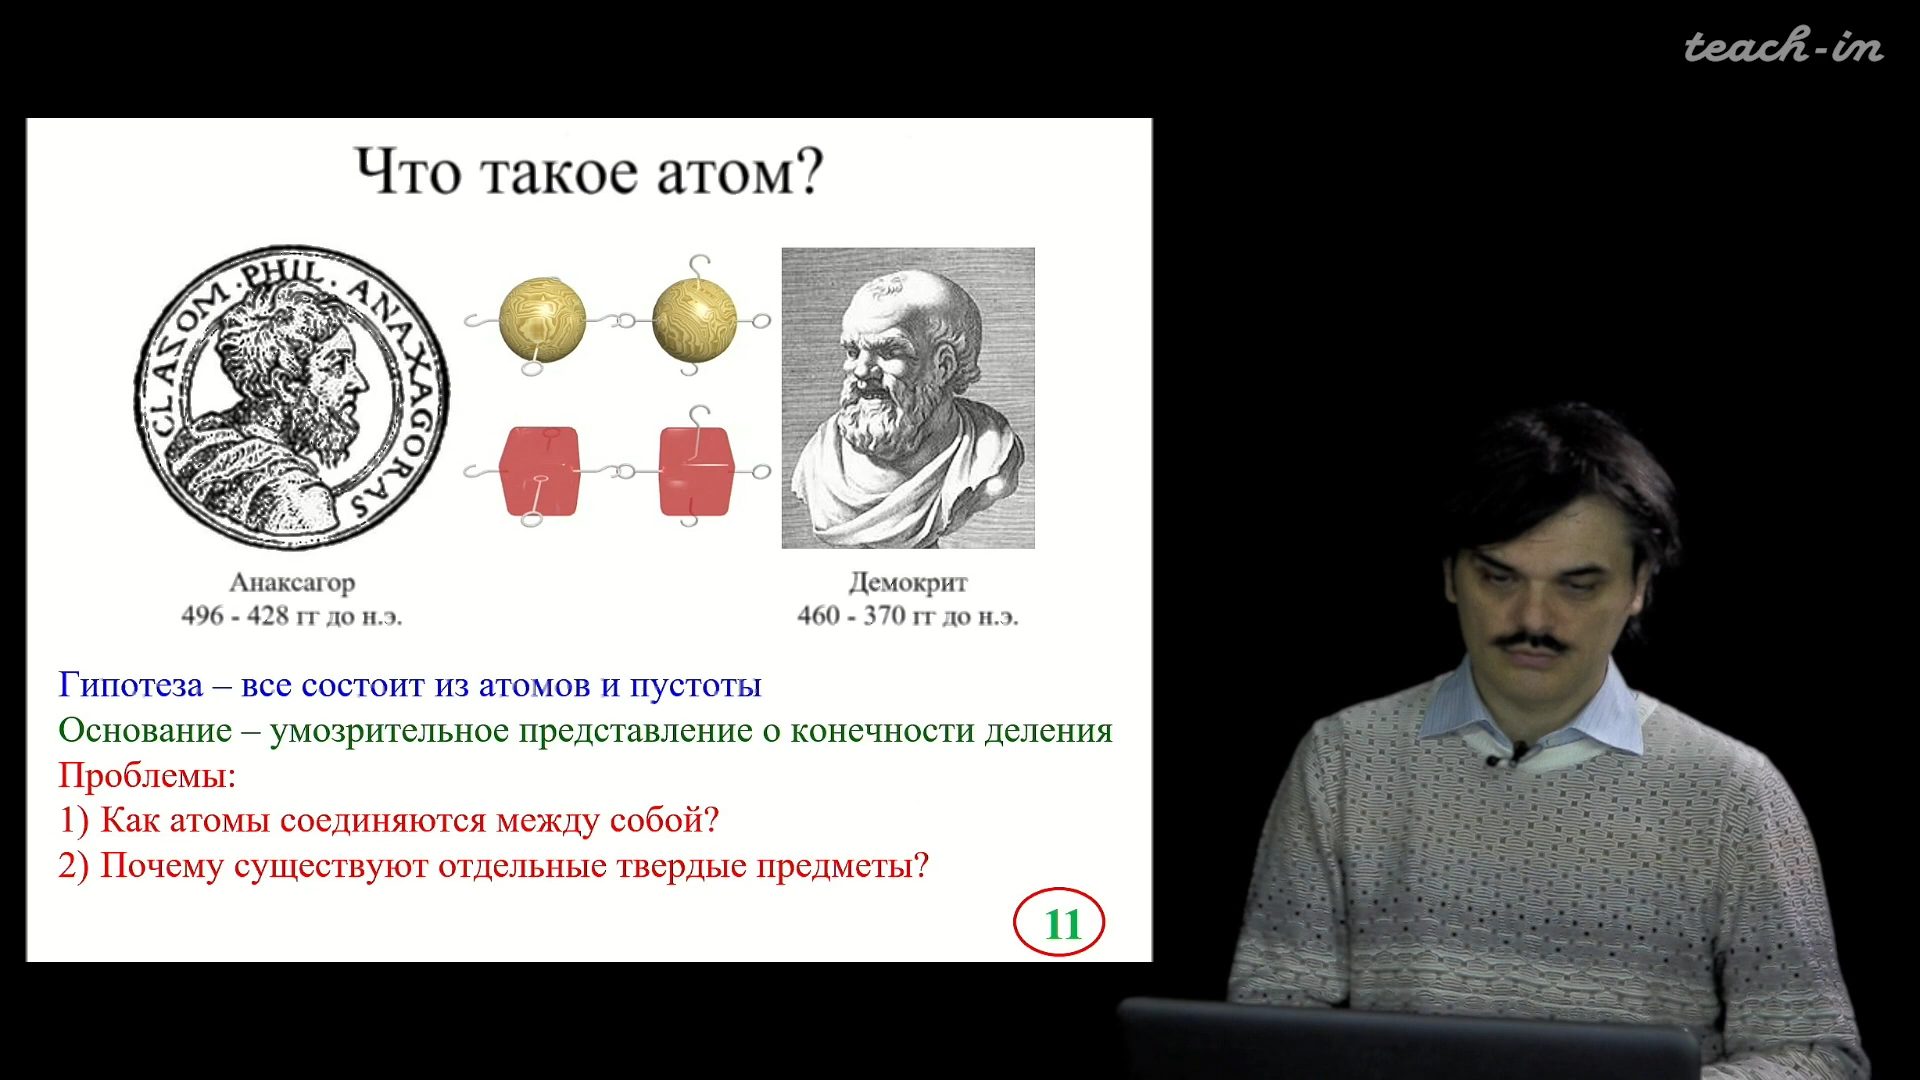 teach-in
Что такое атом?
CLAZOM . PHIL . ANAXAGORAS
Анаксагор
496 - 428 гг до н.э.
Демокрит
460 - 370 гг до н.э.
Гипотеза – все состоит из атомов и пустоты
Основание – умозрительное представление о конечности деления
Проблемы:
1) Как атомы соединяются между собой?
2) Почему существуют отдельные твердые предметы?
11